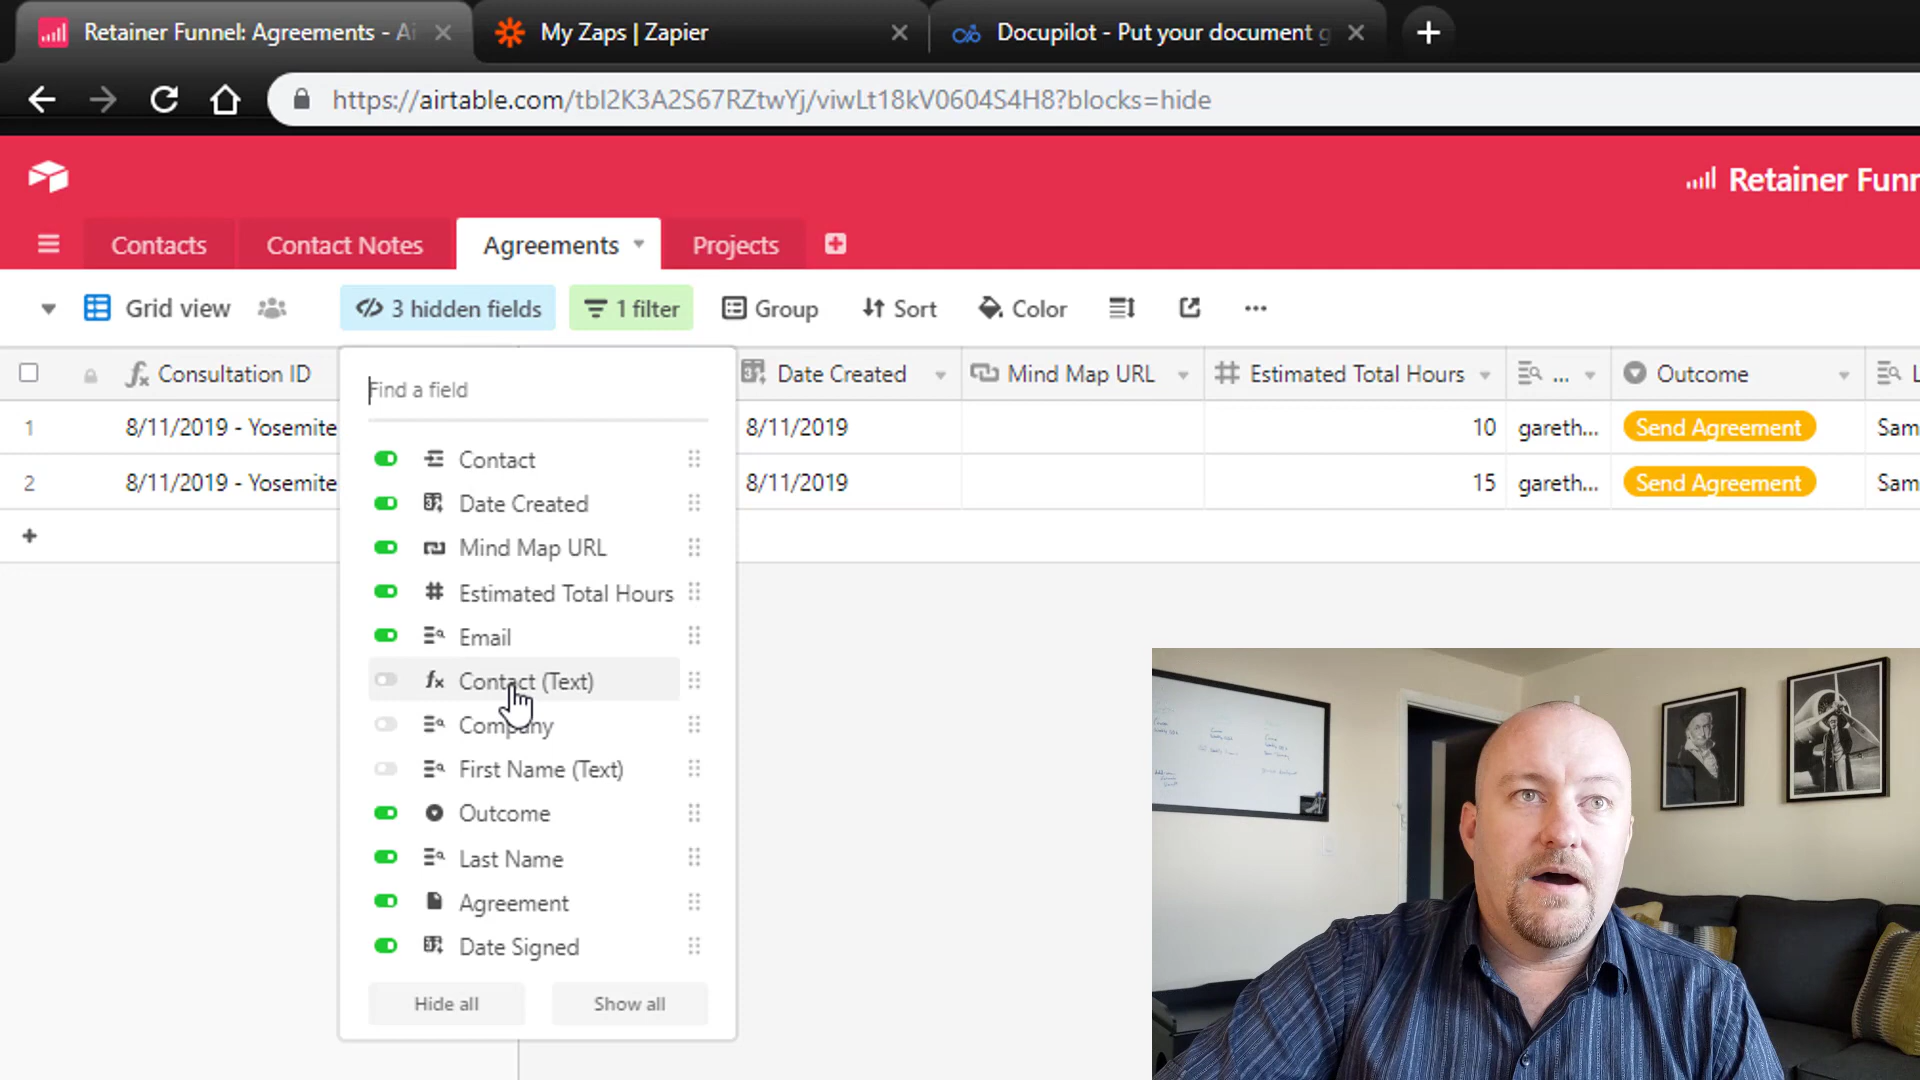 Retainer Funnel: Agreements - Ai
My Zaps | Zapier
Docupilot - Put your document g
https://airtable.com/tbl2K3A2S67RZtwYj/viwLt18kV0604S4H8?blocks=hide
Retainer Funn
Contacts
Contact Notes
Agreements
Projects
Grid view
3 hidden fields
1 filter
Group
Sort
Color
Consultation ID
Date Created
Mind Map URL
Estimated Total Hours
...
Outcome
L
1
8/11/2019 - Yosemite
8/11/2019
10
gareth...
Send Agreement
Sam
2
8/11/2019 - Yosemite
8/11/2019
15
gareth...
Send Agreement
Sam
Find a field
Contact
Date Created
Mind Map URL
Estimated Total Hours
Email
Contact (Text)
Company
First Name (Text)
Outcome
Last Name
Agreement
Date Signed
Hide all
Show all